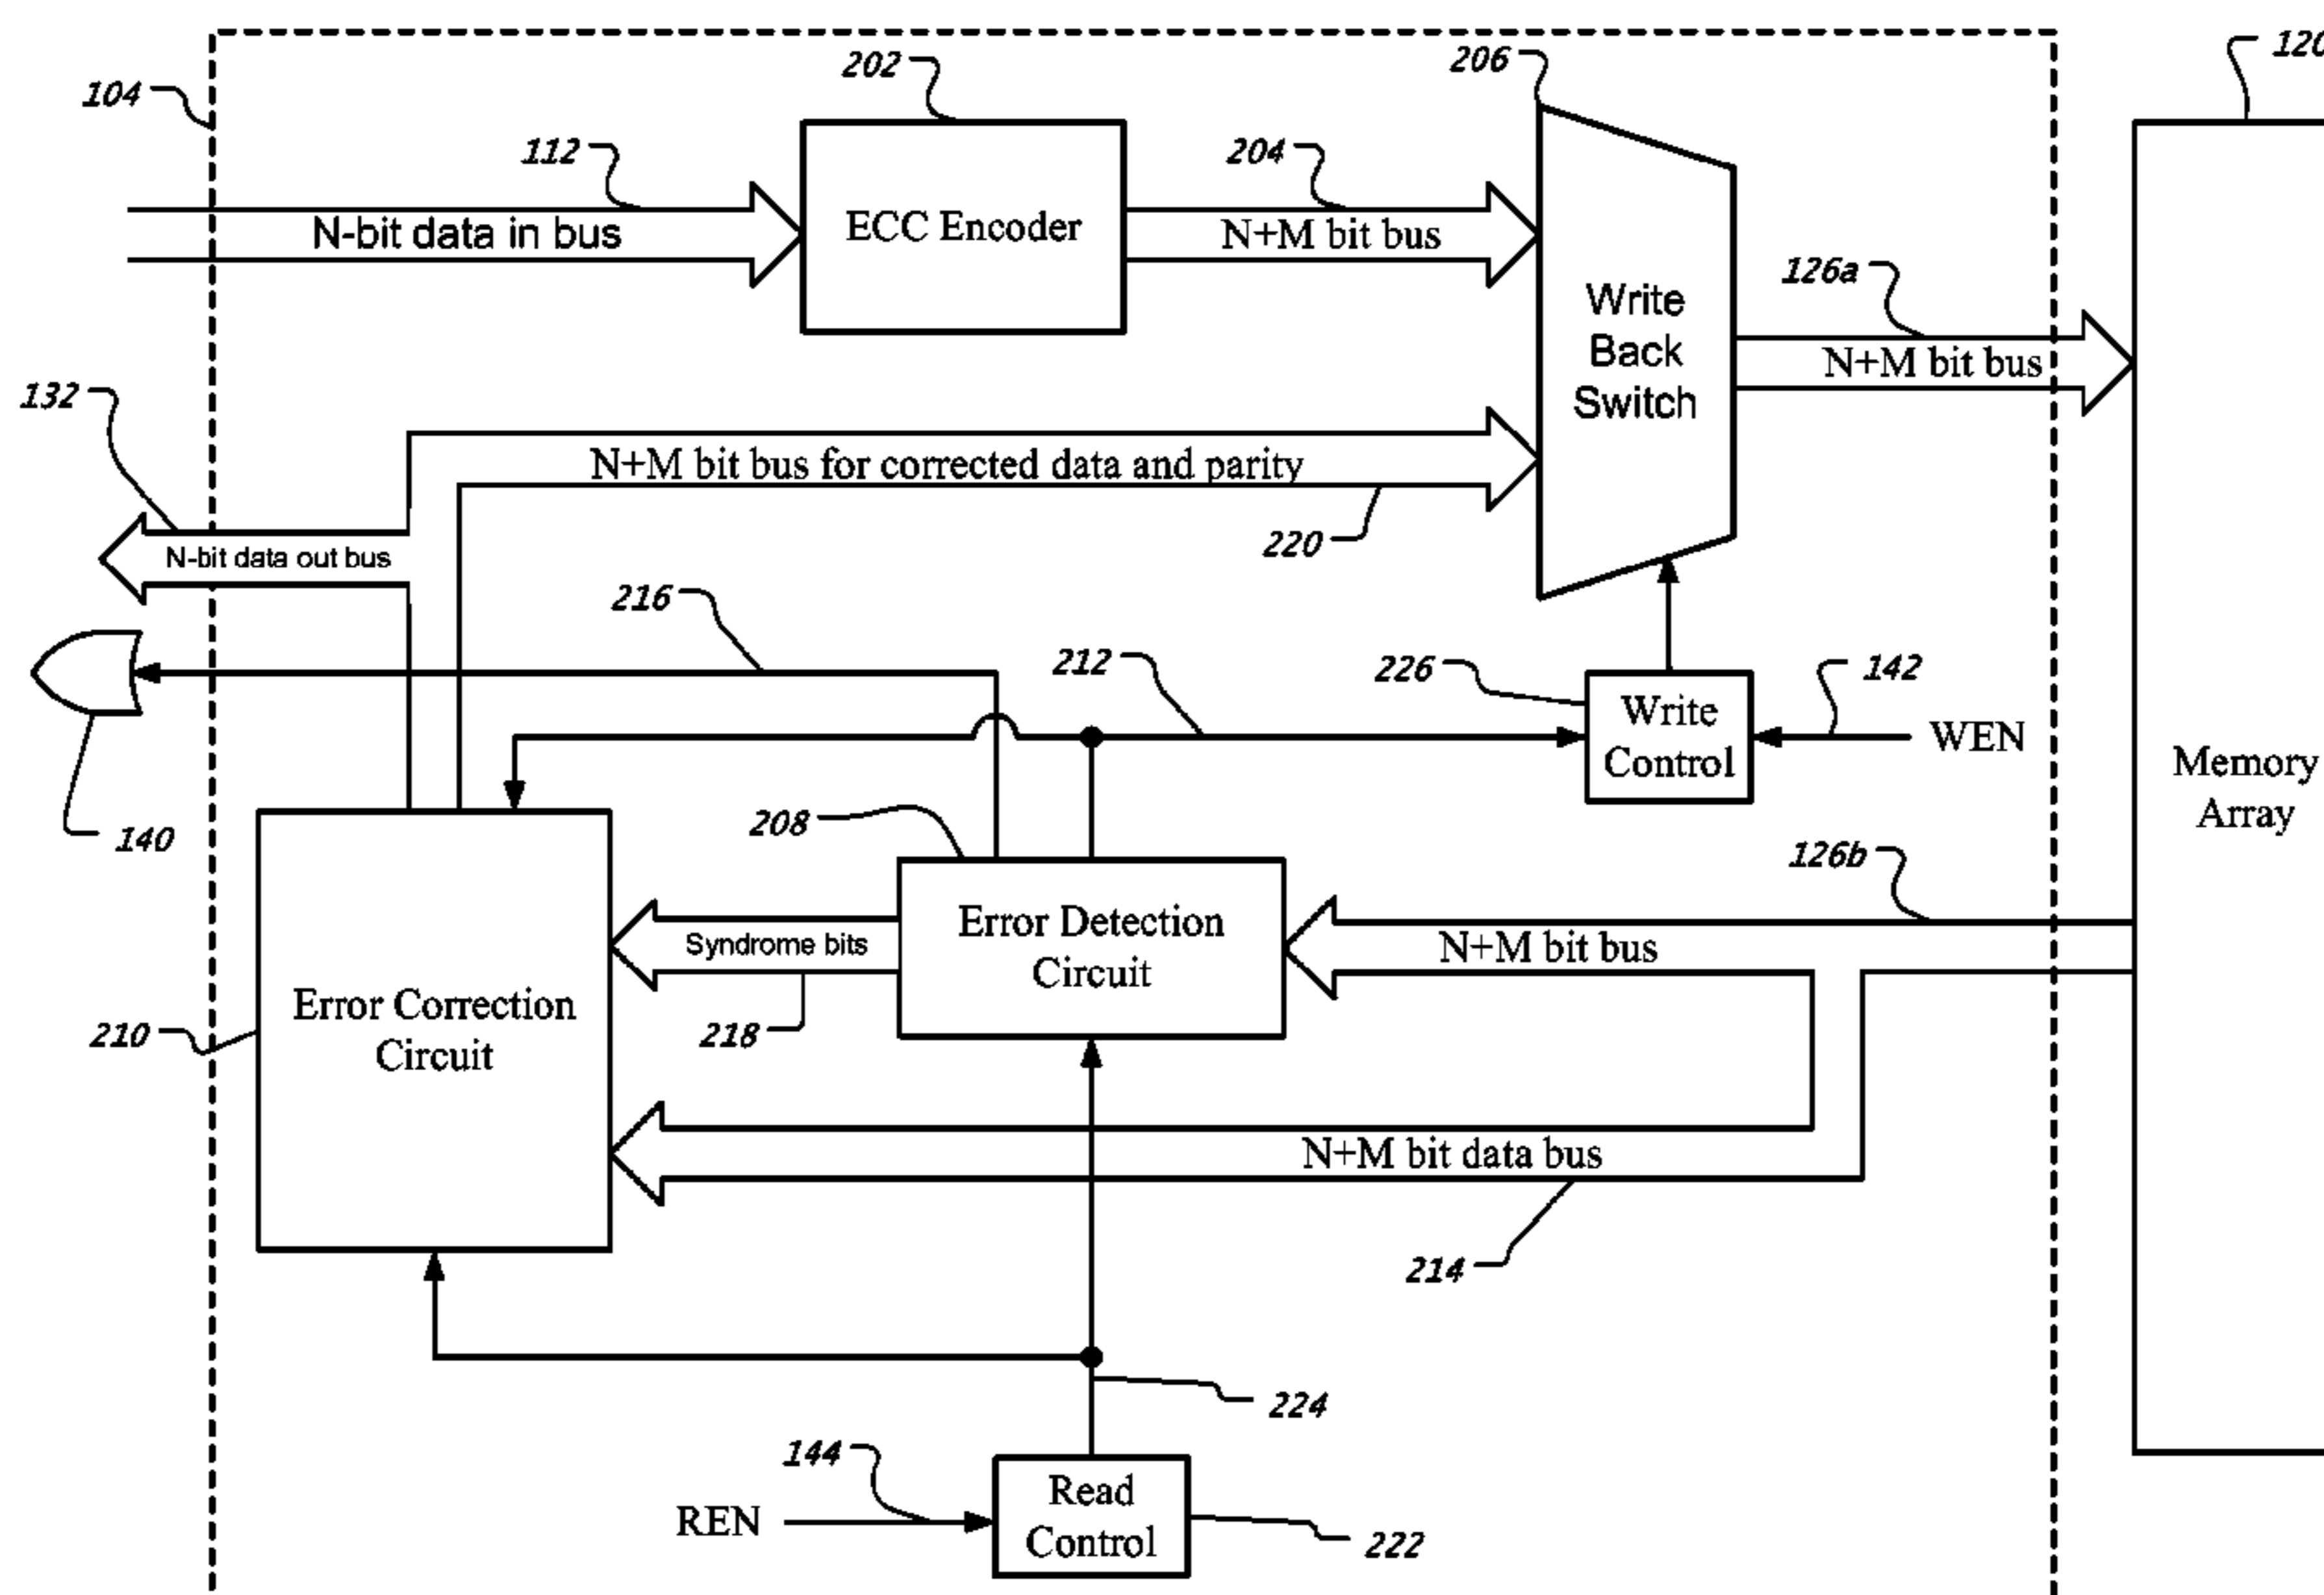 120
202
206
104
112
204
N-bit data in bus
ECC Encoder
N+M bit bus
126a
Write
Back
Switch
N+M bit bus
132
N+M bit bus for corrected data and parity
220
N-bit data out bus
216
212
226
142
Write
Control
WEN
Memory
Array
140
208
126b
Error Detection
Circuit
Syndrome bits
N+M bit bus
Error Correction
Circuit
210
218
N+M bit data bus
214
224
144
REN
Read
Control
222